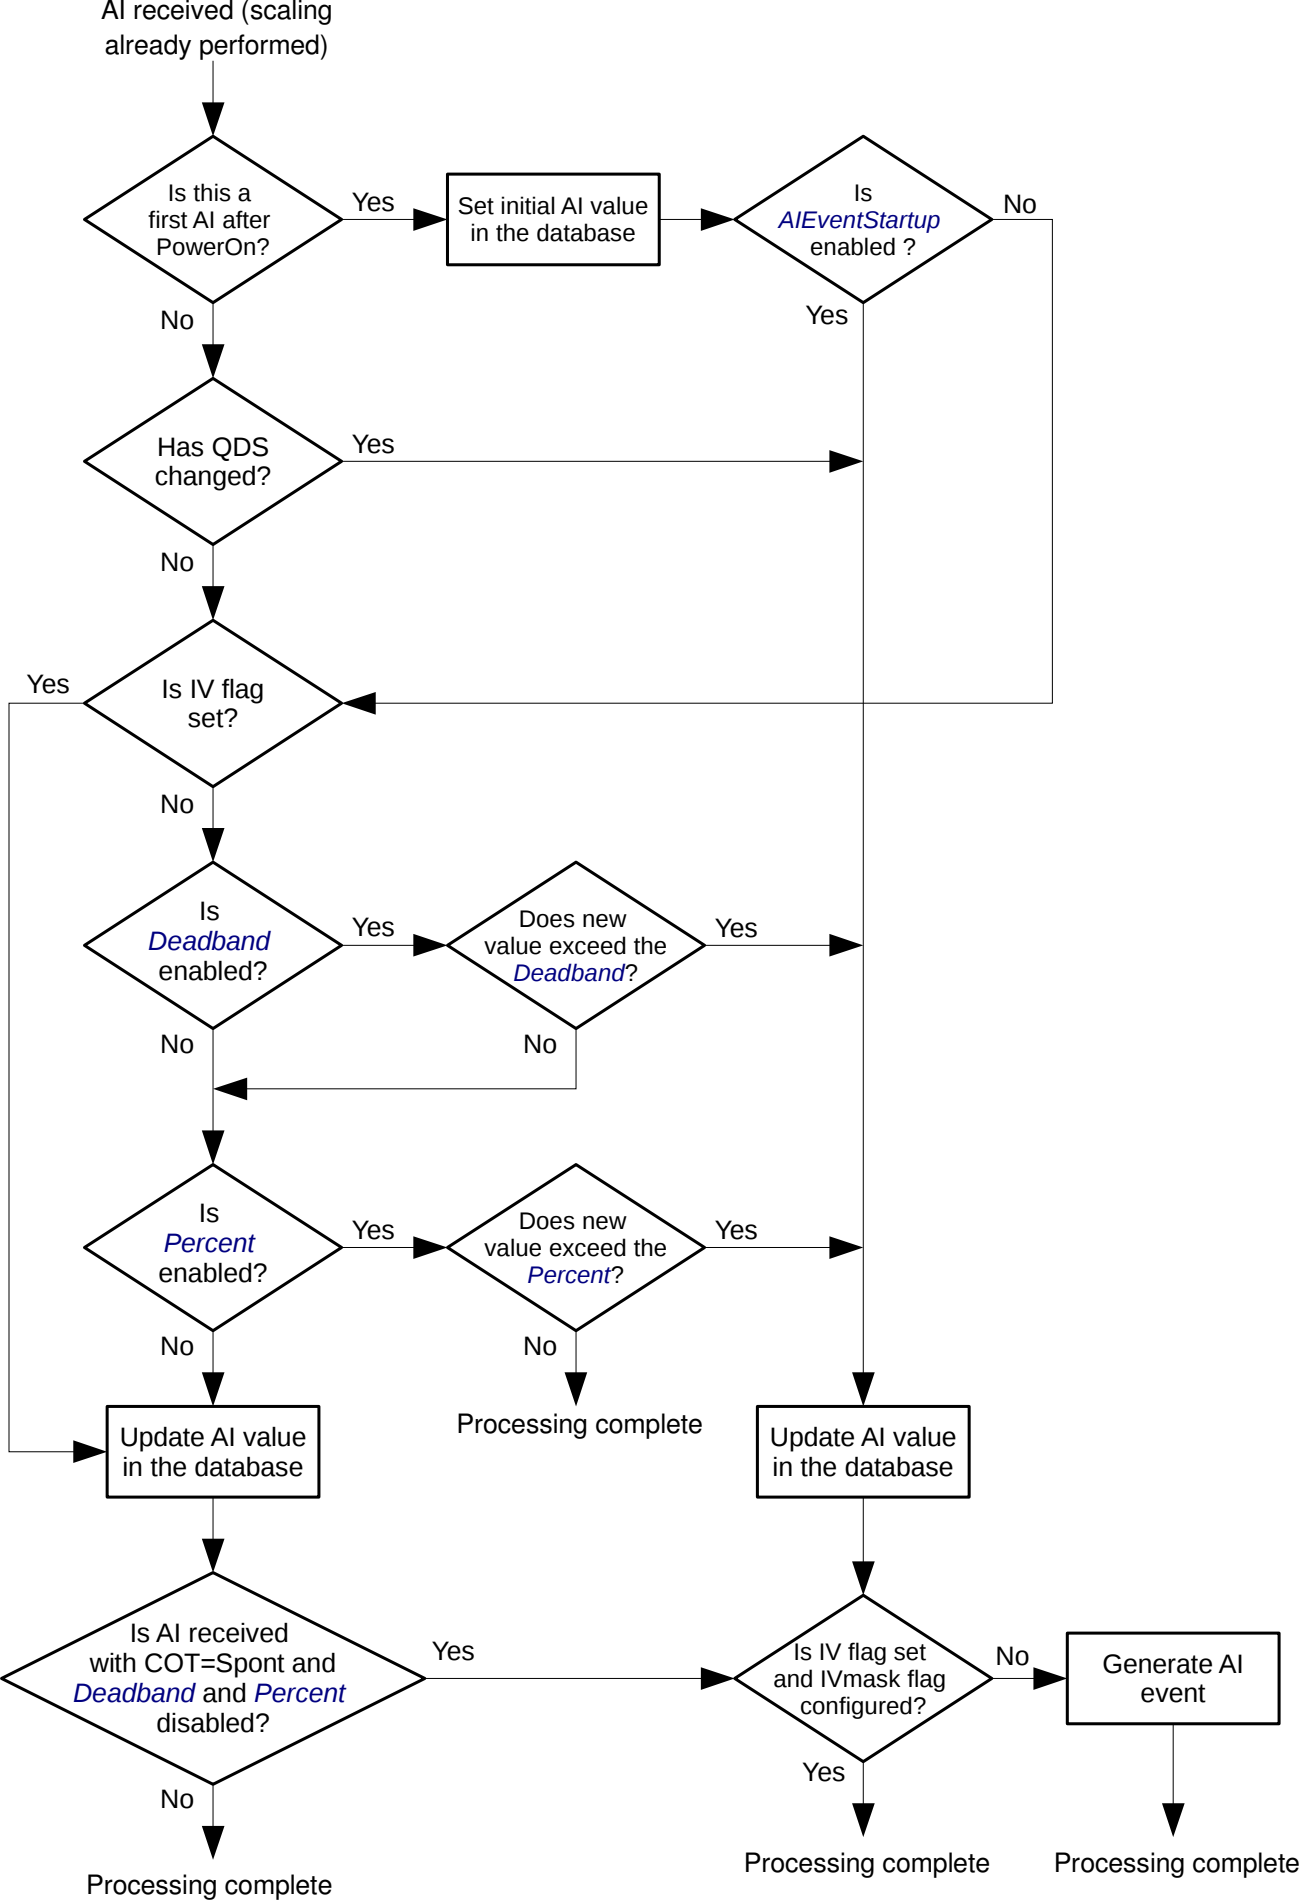 AI received (scaling
already performed)
Is this a
first AI after
PowerOn?
Yes
Set initial AI value
in the database
Is
AIEventStartup
enabled ?
No
No
Yes
Has QDS
changed?
Yes
No
Yes
Is IV flag
set?
No
Is
Deadband
enabled?
Yes
Does new
value exceed the
Deadband?
Yes
No
No
Is
Percent
enabled?
Yes
Does new
value exceed the
Percent?
Yes
No
No
Processing complete
Update AI value
in the database
Update AI value
in the database
Is AI received
with COT=Spont and
Deadband and Percent
disabled?
Yes
Is IV flag set
and IVmask flag
configured?
No
Generate AI
event
No
Yes
Processing complete
Processing complete
Processing complete